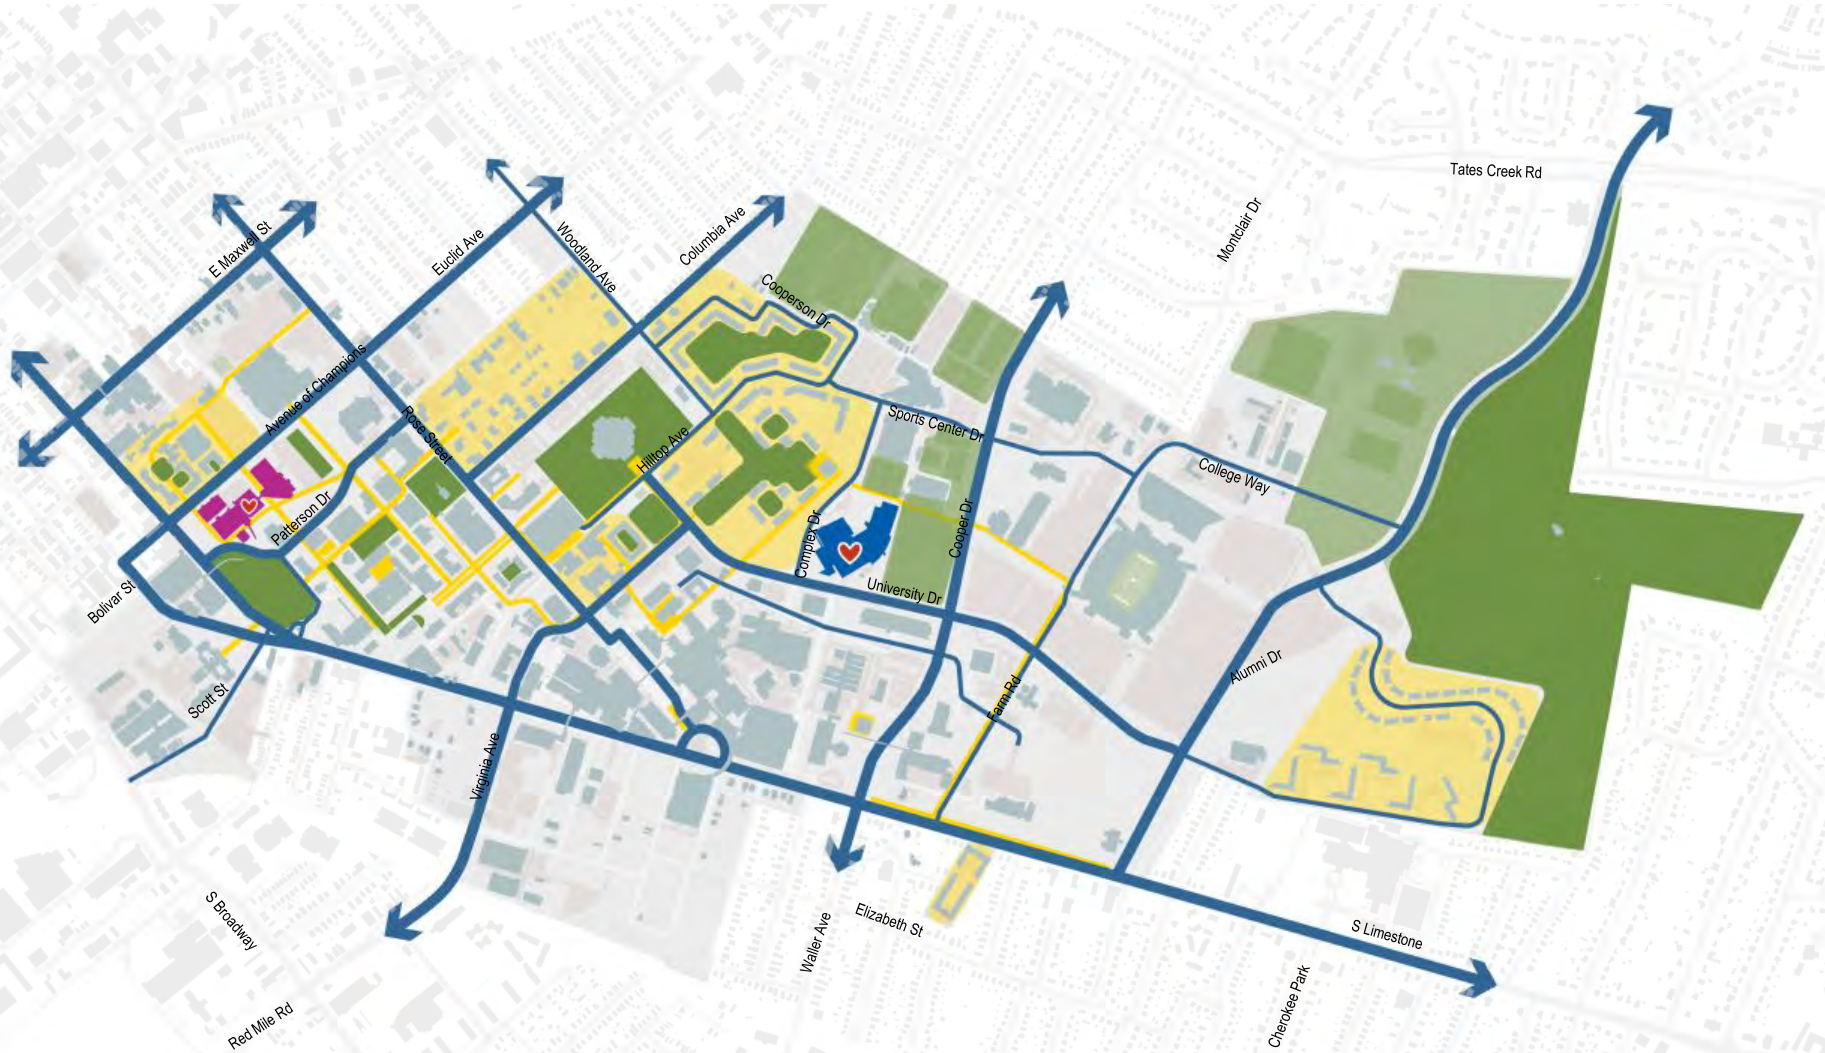 Tates Creek Rd
Montclair Dr
E Maxwell St
Euclid Ave
Woodland Ave
Columbia Ave
Cooperson Dr
Avenue of Champions
Rose Street
Hilltop Ave
Sports Center Dr
College Way
Patterson Dr
Complex Dr
Cooper Dr
University Dr
Bolivar St
Scott St
Farm Rd
Alumni Dr
Virginia Ave
S Broadway
Waller Ave
Elizabeth St
S Limestone
Cherokee Park
Red Mile Rd